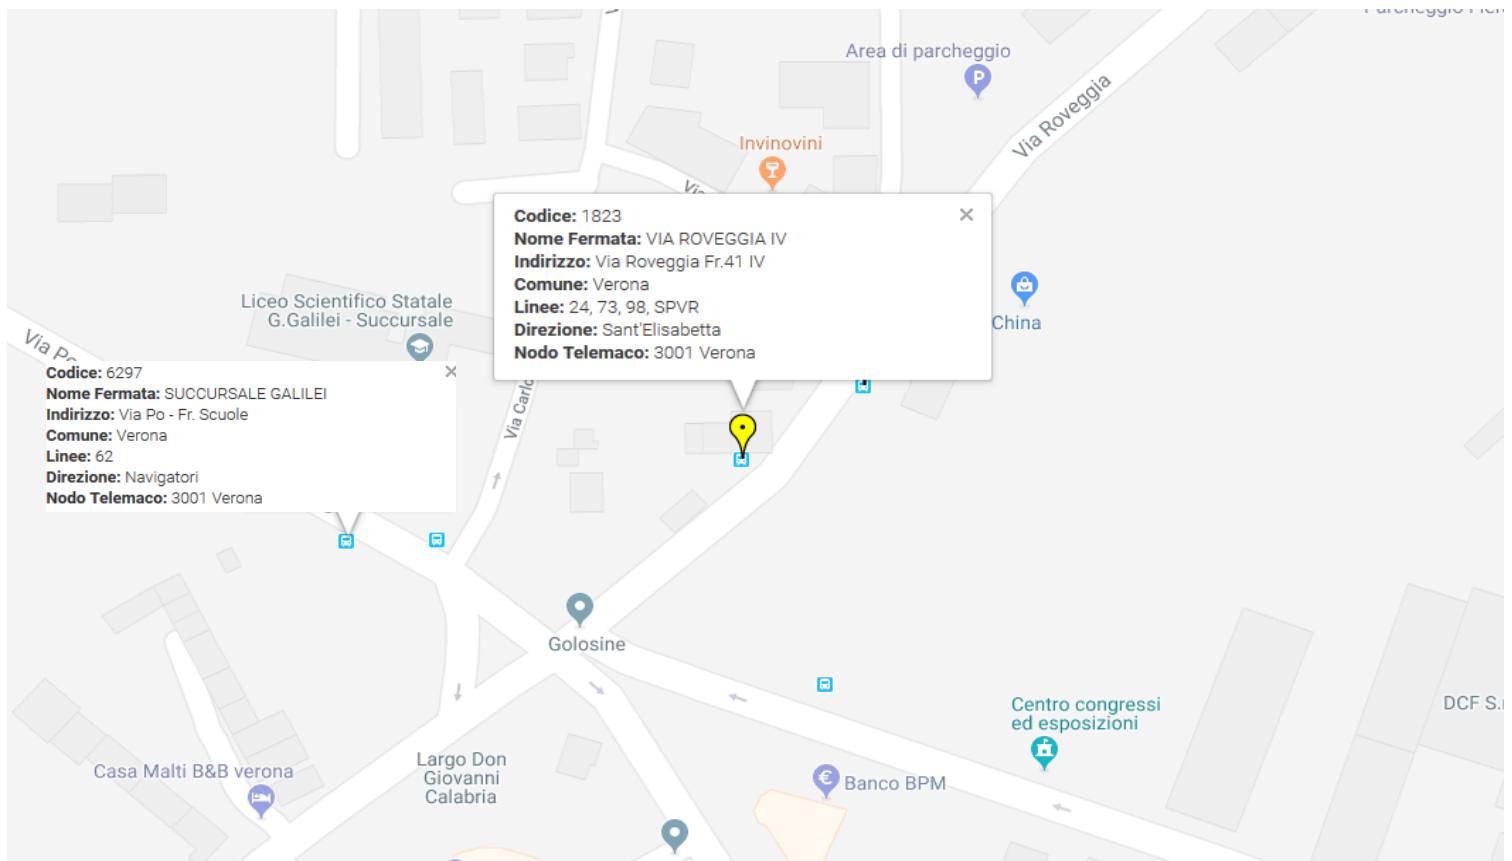 Area di parcheggio
P
Via Roveggia
Invinovini
Codice: 1823
Nome Fermata: VIA ROVEGGIA IV
Indirizzo: Via Roveggia Fr.41 IV
Comune: Verona
Linee: 24, 73, 98, SPVR
Direzione: Sant'Elisabetta
Nodo Telemaco: 3001 Verona
Liceo Scientifico Statale
G.Galilei - Succursale
China
Codice: 6297
Nome Fermata: SUCCURSALE GALILEI
Indirizzo: Via Po - Fr. Scuole
Comune: Verona
Linee: 62
Direzione: Navigatori
Nodo Telemaco: 3001 Verona
Golosine
Centro congressi
ed esposizioni
DCF S.
Largo Don
Giovanni
Calabria
Casa Malti B&B verona
€
Banco BPM